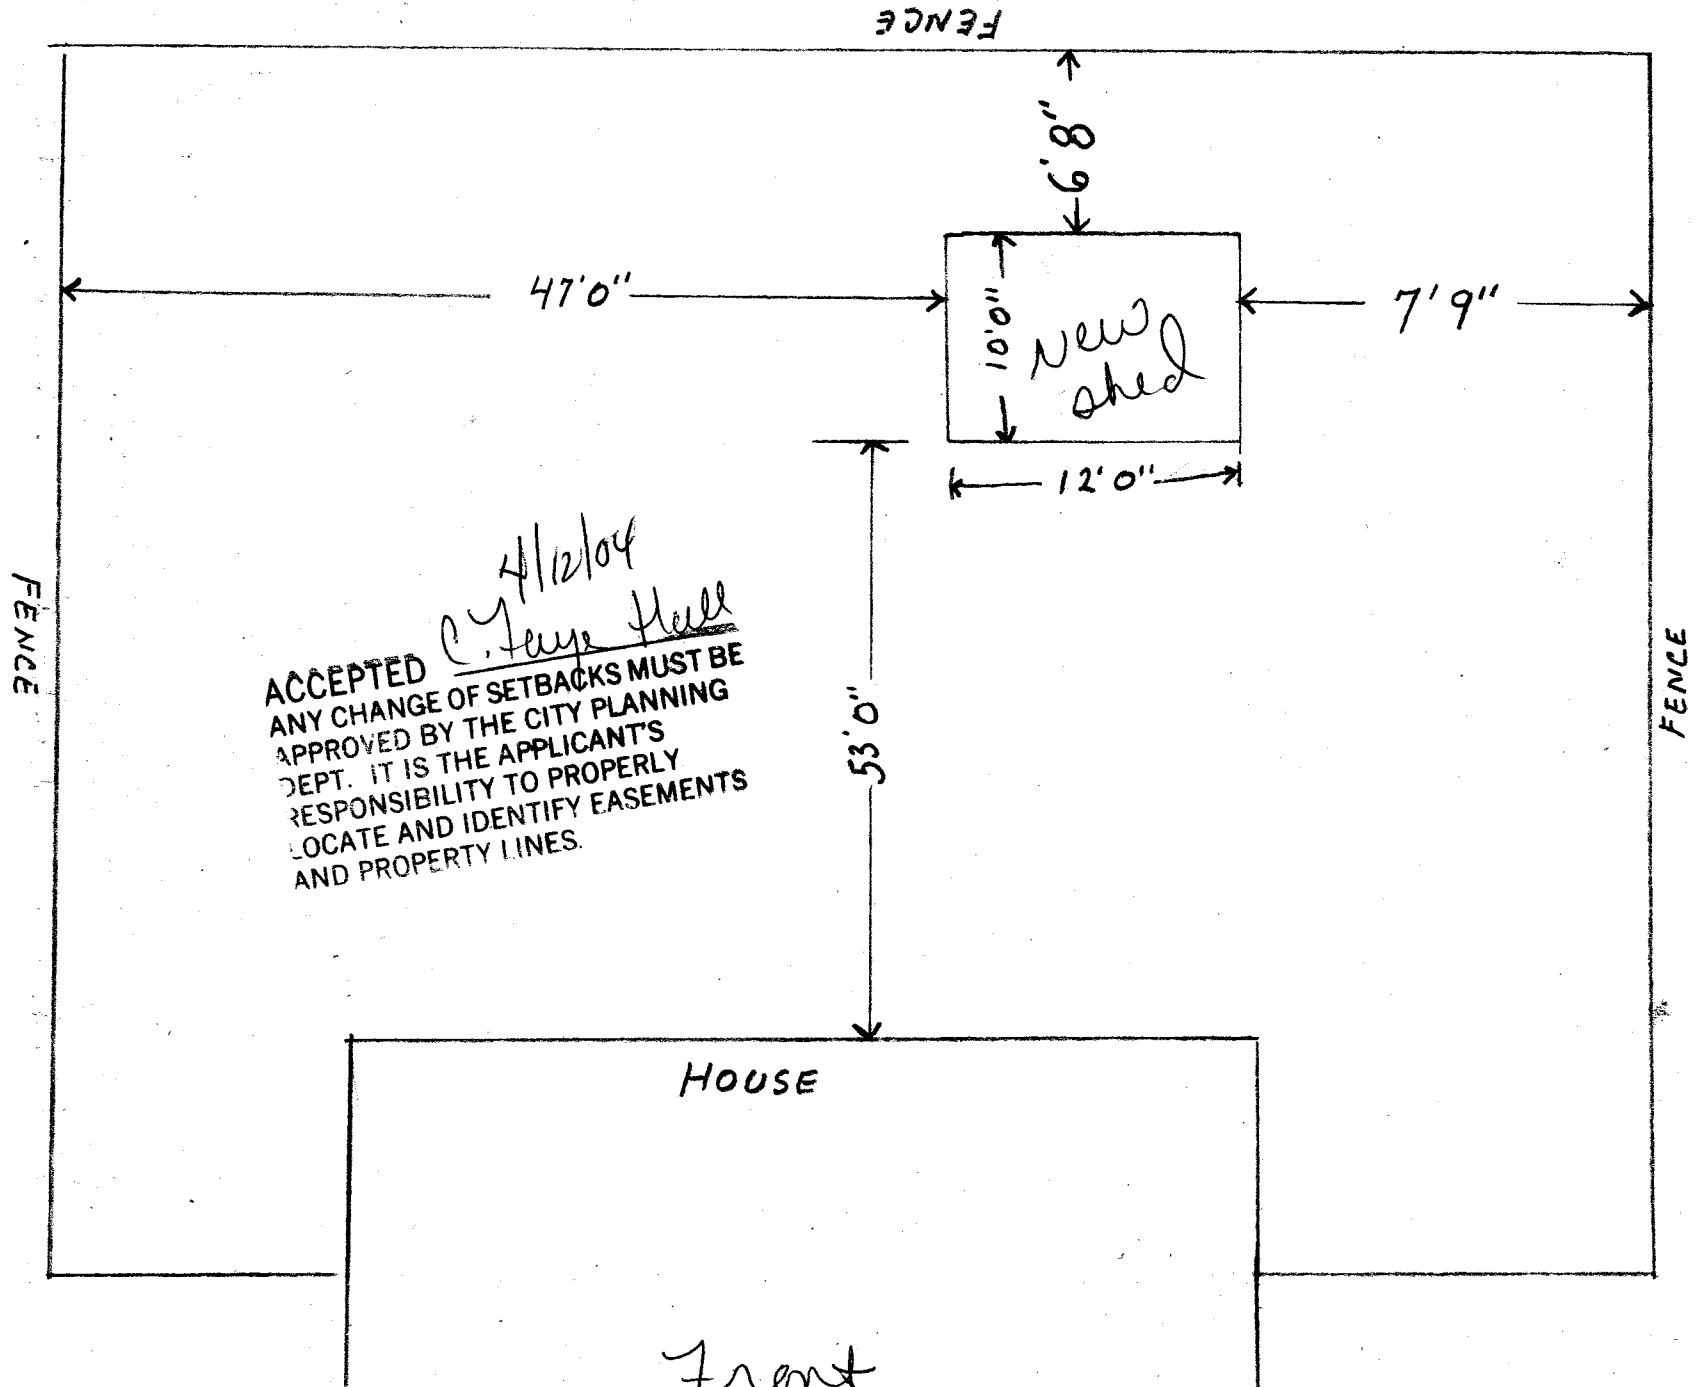 FENCE
6'8"
47'0"
10'0"
New
shed
7'9"
12'0"
4/12/04
C. Faye Hall
ACCEPTED
ANY CHANGE OF SETBACKS MUST BE
APPROVED BY THE CITY PLANNING
DEPT. IT IS THE APPLICANT'S
RESPONSIBILITY TO PROPERLY
LOCATE AND IDENTIFY EASEMENTS
AND PROPERTY LINES.
FENCE
53'0"
FENCE
HOUSE
Front